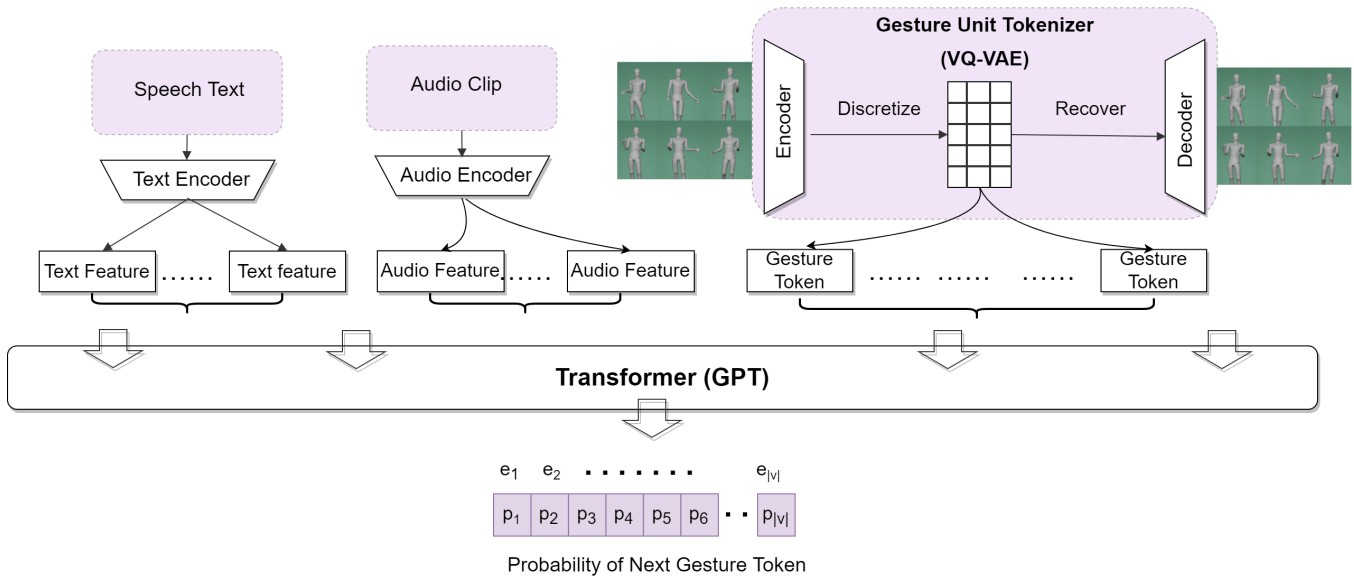 Gesture Unit Tokenizer
(VQ-VAE)
Speech Text
Audio Clip
Encoder
Discretize
Recover
Decoder
Text Encoder
Audio Encoder
Text Feature
......
Text feature
Audio Feature
......
Audio Feature
Gesture
Token
...... ...... ......
Gesture
Token
Transformer (GPT)
e1 e2 ....... e|v|
p1 p2 p3 p4 p5 p6 .. p|v|
Probability of Next Gesture Token